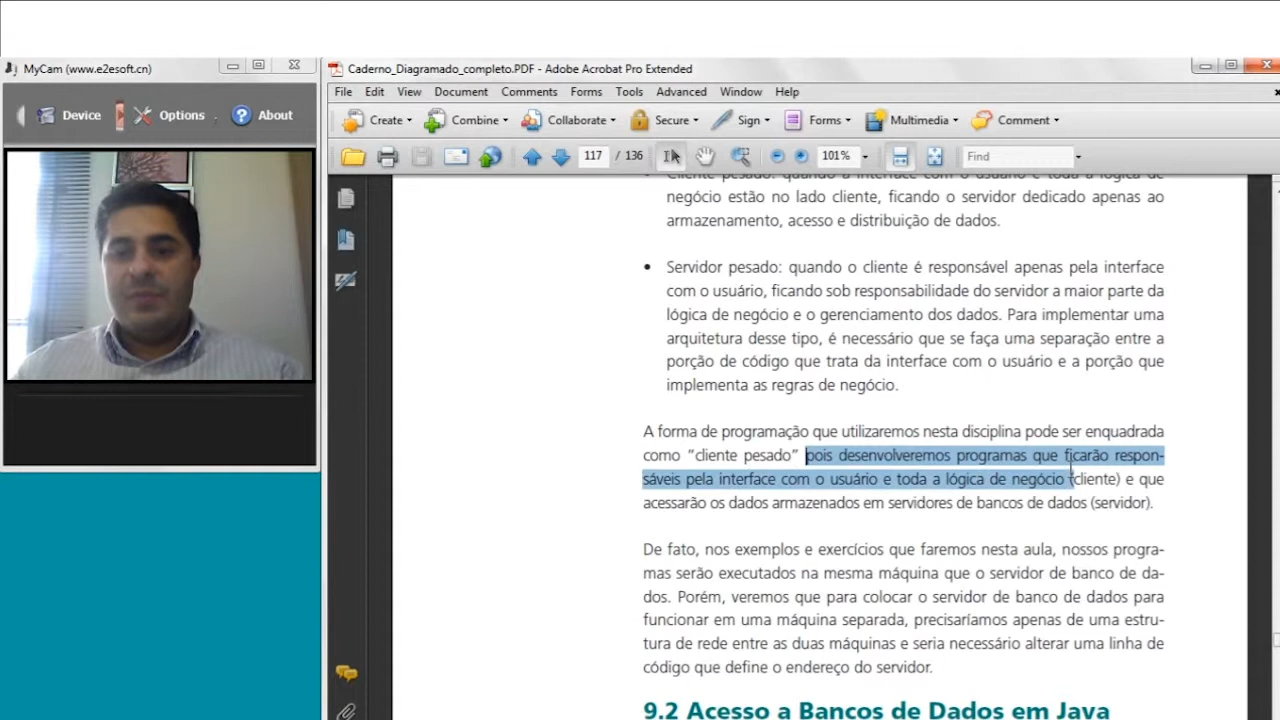 MyCam (www.e2esoft.cn)
Device
Options
About
Caderno_Diagramado_completo.PDF - Adobe Acrobat Pro Extended
File Edit View Document Comments Forms Tools Advanced Window Help
Create Combine Collaborate Secure Sign Forms Multimedia Comment
117 / 136 101% Find
Cliente pesado: quando a interface com o usuário e toda a lógica de
negócio estão no lado cliente, ficando o servidor dedicado apenas ao
armazenamento, acesso e distribuição de dados.
• Servidor pesado: quando o cliente é responsável apenas pela interface
com o usuário, ficando sob responsabilidade do servidor a maior parte da
lógica de negócio e o gerenciamento dos dados. Para implementar uma
arquitetura desse tipo, é necessário que se faça uma separação entre a
porção de código que trata da interface com o usuário e a porção que
implementa as regras de negócio.
A forma de programação que utilizaremos nesta disciplina pode ser enquadrada
como “cliente pesado” pois desenvolveremos programas que ficarão respon-
sáveis pela interface com o usuário e toda a lógica de negócio (cliente) e que
acessarão os dados armazenados em servidores de bancos de dados (servidor).
De fato, nos exemplos e exercícios que faremos nesta aula, nossos progra-
mas serão executados na mesma máquina que o servidor de banco de da-
dos. Porém, veremos que para colocar o servidor de banco de dados para
funcionar em uma máquina separada, precisaríamos apenas de uma estru-
tura de rede entre as duas máquinas e seria necessário alterar uma linha de
código que define o endereço do servidor.
9.2 Acesso a Bancos de Dados em Java